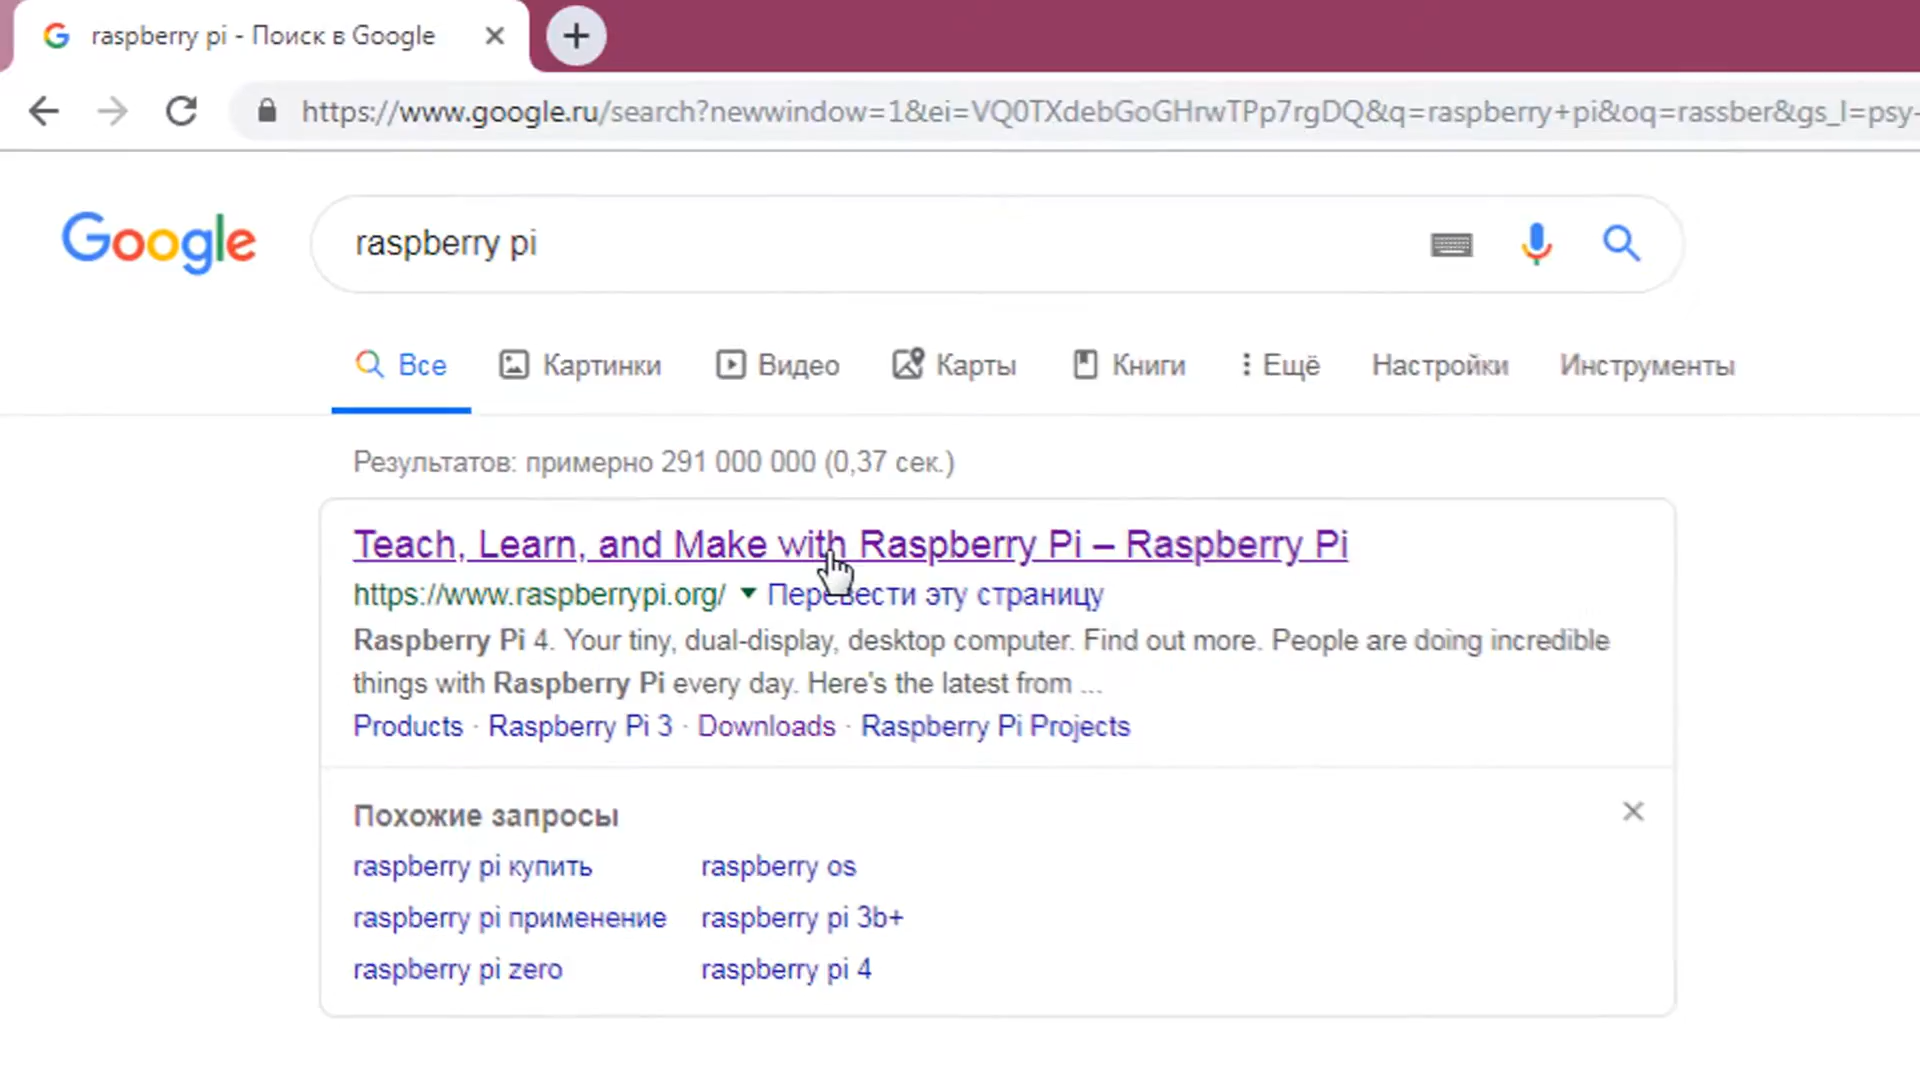 raspberry pi - Поиск в Google
https://www.google.ru/search?newwindow=1&ei=VQ0TXdebGoGHrwTPp7rgDQ&q=raspberry+pi&oq=rassber&gs_l=psy-
Google
raspberry pi
Все Картинки Видео Карты Книги Ещё Настройки Инструменты
Результатов: примерно 291 000 000 (0,37 сек.)
Teach, Learn, and Make with Raspberry Pi – Raspberry Pi
https://www.raspberrypi.org/ Перевести эту страницу
Raspberry Pi 4. Your tiny, dual-display, desktop computer. Find out more. People are doing incredible
things with Raspberry Pi every day. Here's the latest from ...
Products · Raspberry Pi 3 · Downloads · Raspberry Pi Projects
Похожие запросы
raspberry pi купить raspberry os
raspberry pi применение raspberry pi 3b+
raspberry pi zero raspberry pi 4